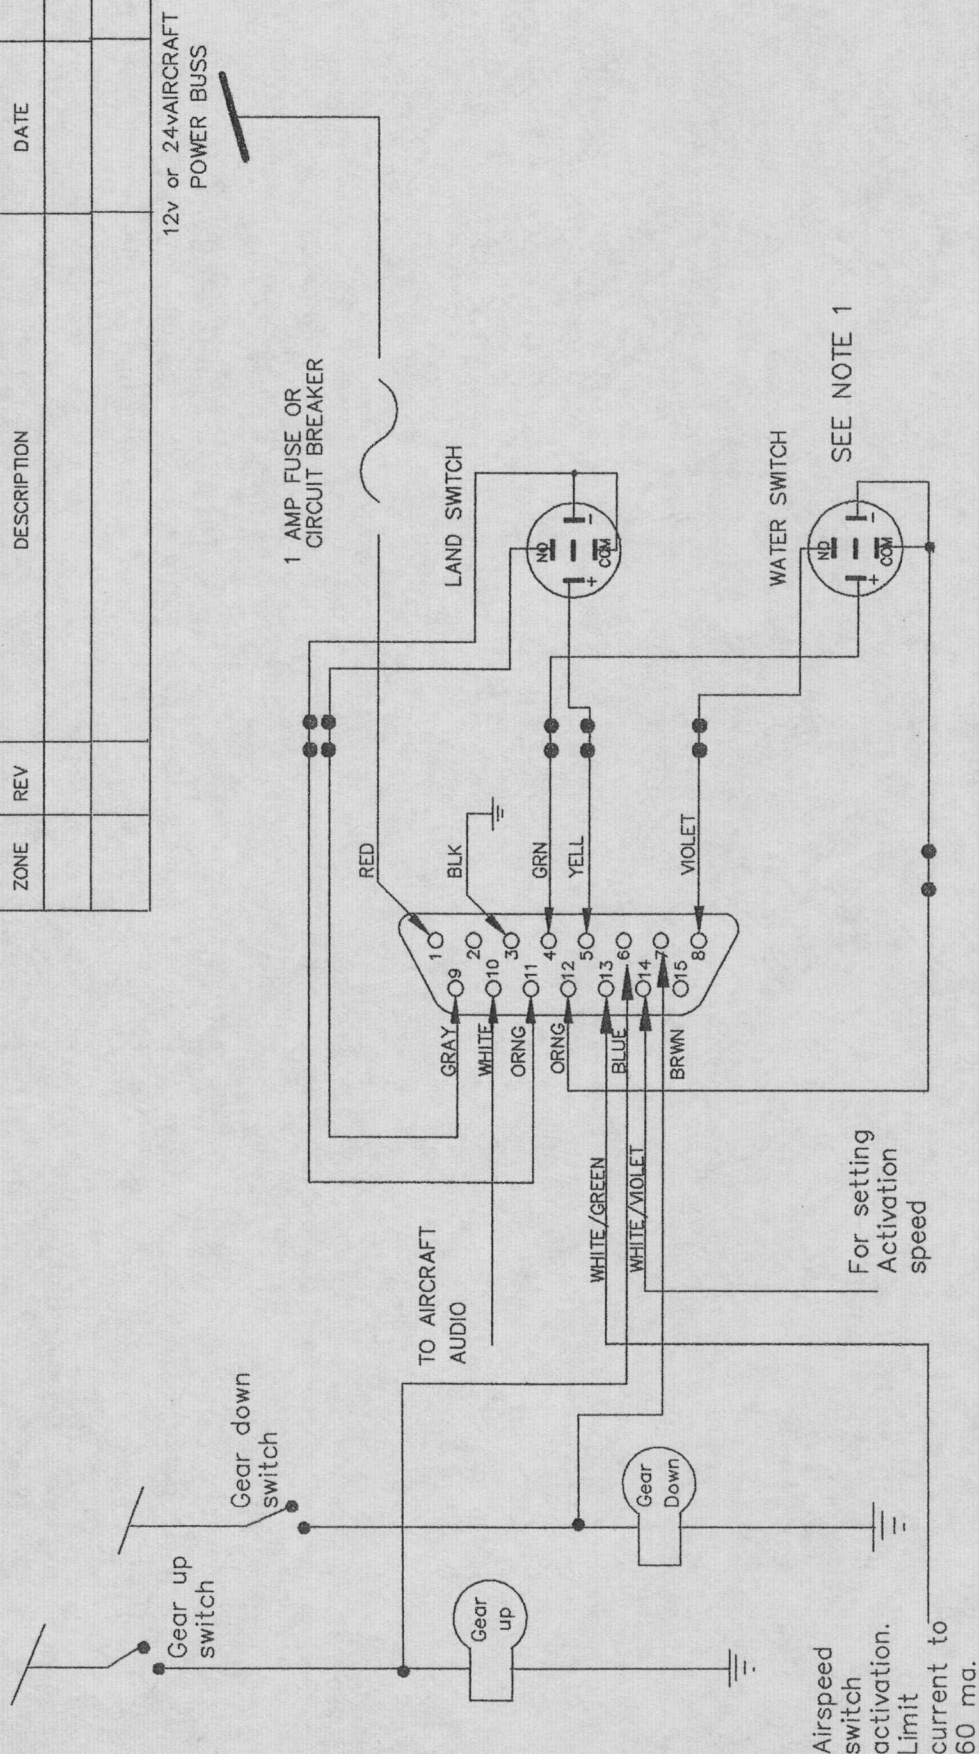 ZONE REV DESCRIPTION DATE
12v or 24vAIRCRAFT
POWER BUSS
1 AMP FUSE OR
CIRCUIT BREAKER
LAND SWITCH
NO
+
-
COM
WATER SWITCH
SEE NOTE 1
NO
+
-
COM
RED
BLK
GRN
YELL
VIOLET
1
2
3
4
5
6
7
8
9
10
11
12
13
14
15
GRAY
WHITE
ORNG
ORNG
BLUE
BRWN
WHITE/GREEN
WHITE/VIOLET
TO AIRCRAFT
AUDIO
For setting
Activation
speed
Gear down
switch
Gear up
switch
Gear
Down
Gear
up
Airspeed
switch
activation.
Limit
current to
60 ma.